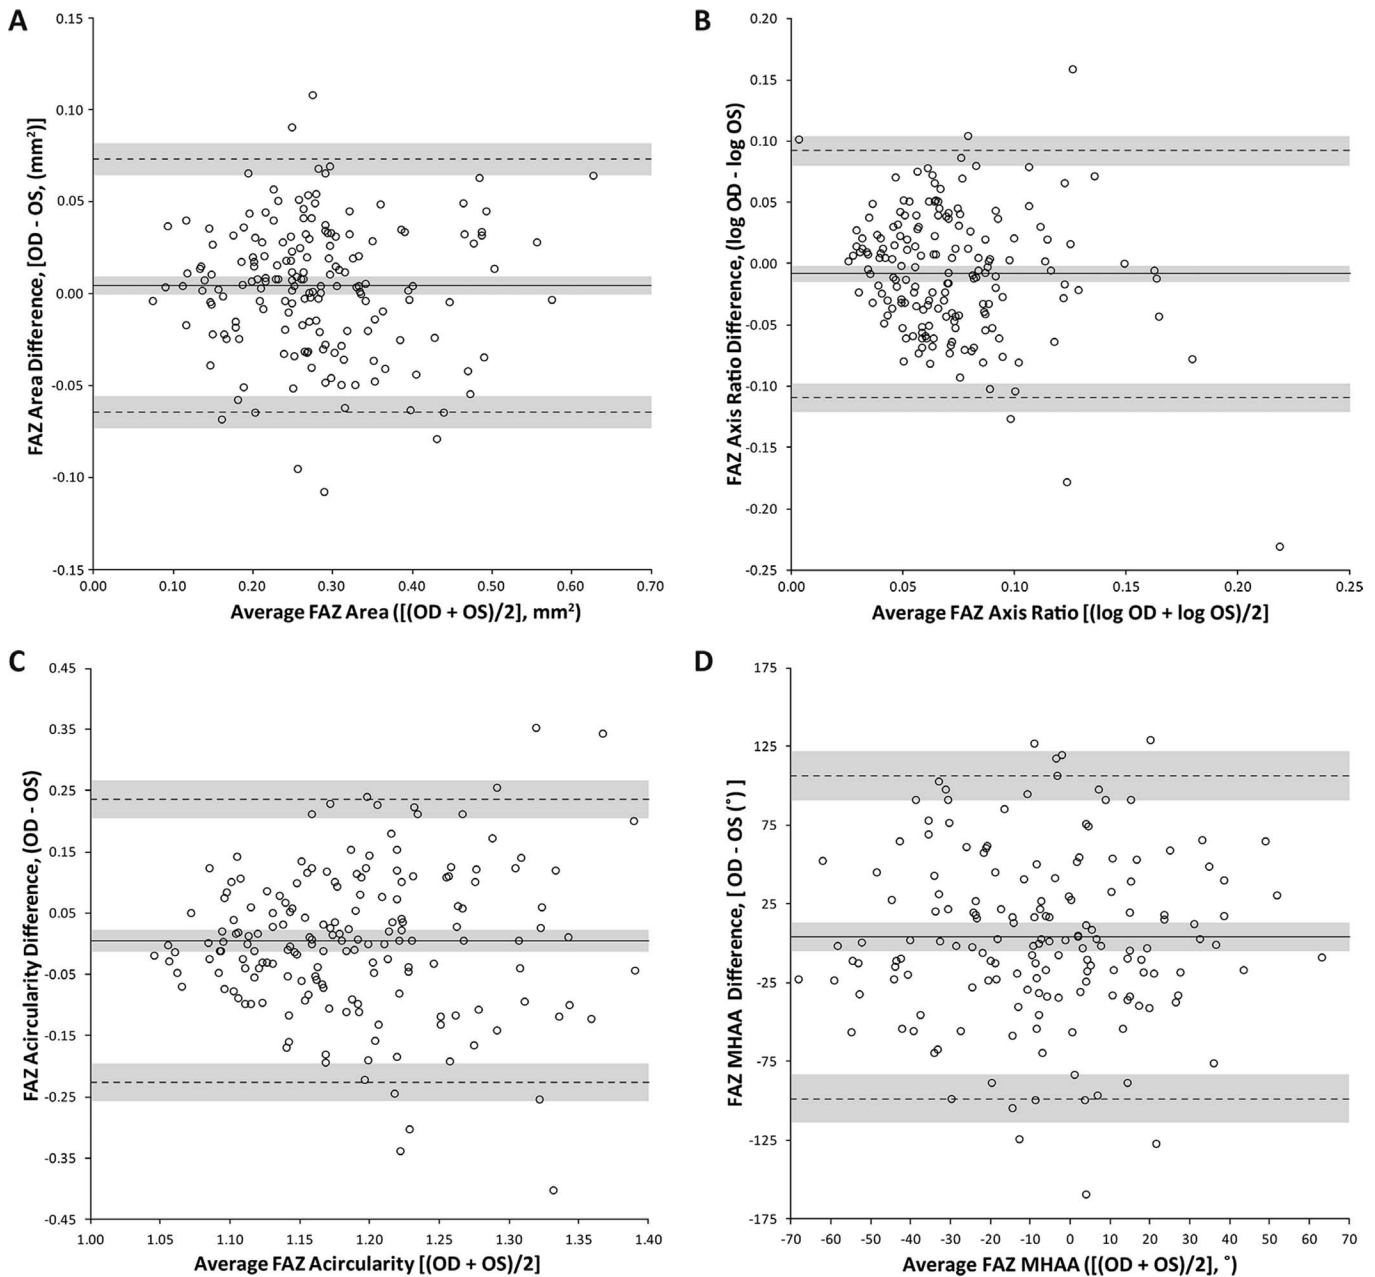 A
FAZ Area Difference, [OD - OS, (mm²)]
0.15
0.10
0.05
0.00
-0.05
-0.10
-0.15
0.00 0.10 0.20 0.30 0.40 0.50 0.60 0.70
Average FAZ Area ([(OD + OS)/2], mm²)
B
FAZ Axis Ratio Difference, (log OD - log OS)
0.20
0.15
0.10
0.05
0.00
-0.05
-0.10
-0.15
-0.20
-0.25
0.00 0.05 0.10 0.15 0.20 0.25
Average FAZ Axis Ratio [(log OD + log OS)/2]
C
FAZ Acircularity Difference, (OD - OS)
0.45
0.35
0.25
0.15
0.05
-0.05
-0.15
-0.25
-0.35
-0.45
1.00 1.05 1.10 1.15 1.20 1.25 1.30 1.35 1.40
Average FAZ Acircularity [(OD + OS)/2]
D
FAZ MHAA Difference, [ OD - OS (°) ]
175
125
75
25
-25
-75
-125
-175
-70 -60 -50 -40 -30 -20 -10 0 10 20 30 40 50 60 70
Average FAZ MHAA ([(OD + OS)/2], °)